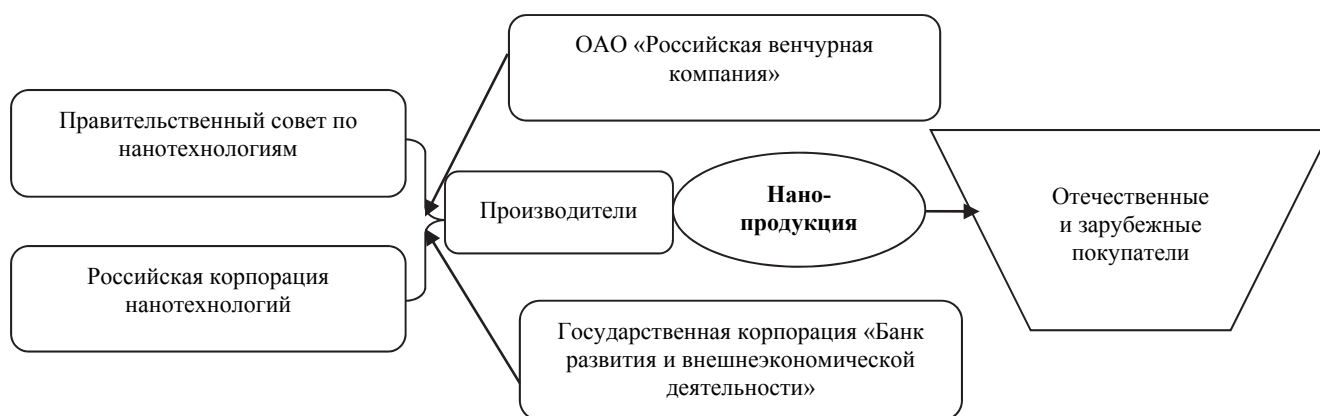 ОАО «Российская венчурная
компания»
Правительственный совет по
нанотехнологиям
Производители
Нано-
продукция
Отечественные
и зарубежные
покупатели
Российская корпорация
нанотехнологий
Государственная корпорация «Банк
развития и внешнеэкономической
деятельности»